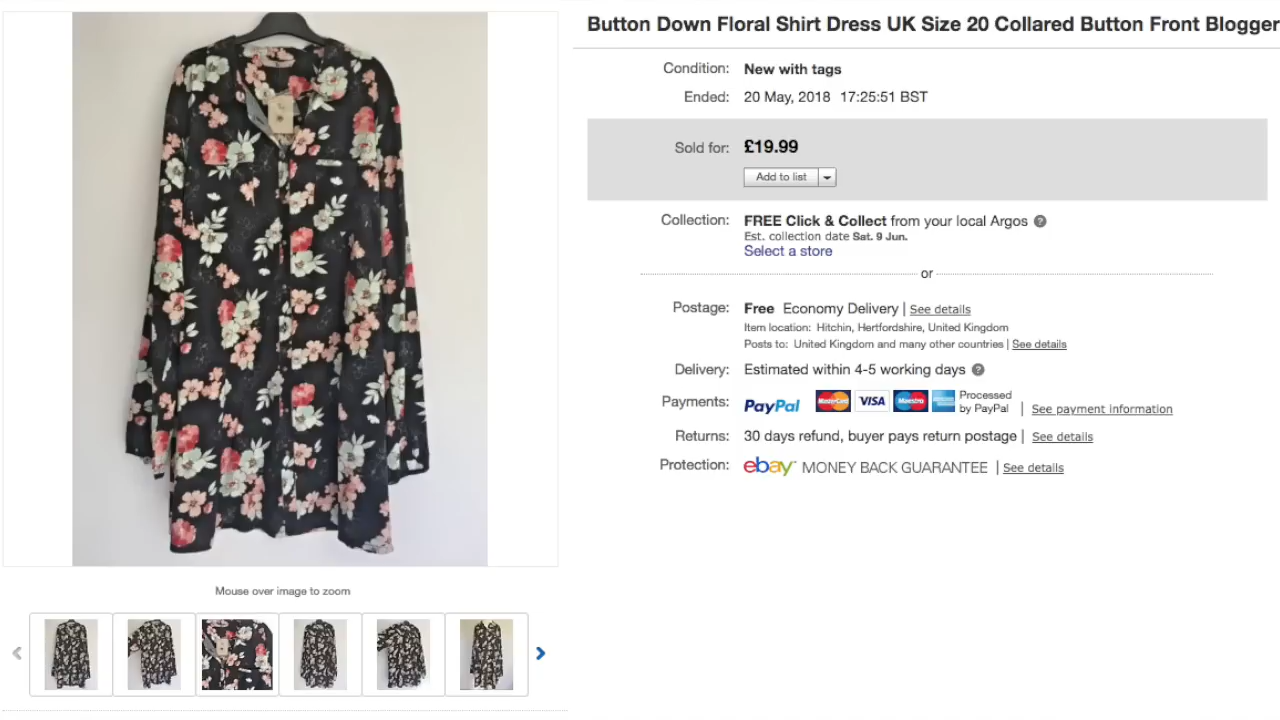 Button Down Floral Shirt Dress UK Size 20 Collared Button Front Blogger
Condition: New with tags
Ended: 20 May, 2018 17:25:51 BST
Sold for: £19.99
Add to list
Collection: FREE Click & Collect from your local Argos ?
Est. collection date Sat. 9 Jun.
Select a store
or
Postage: Free Economy Delivery | See details
Item location: Hitchin, Hertfordshire, United Kingdom
Posts to: United Kingdom and many other countries | See details
Delivery: Estimated within 4-5 working days ?
Payments: PayPal MasterCard VISA Maestro Processed by PayPal | See payment information
Returns: 30 days refund, buyer pays return postage | See details
Protection: ebay MONEY BACK GUARANTEE | See details
Mouse over image to zoom